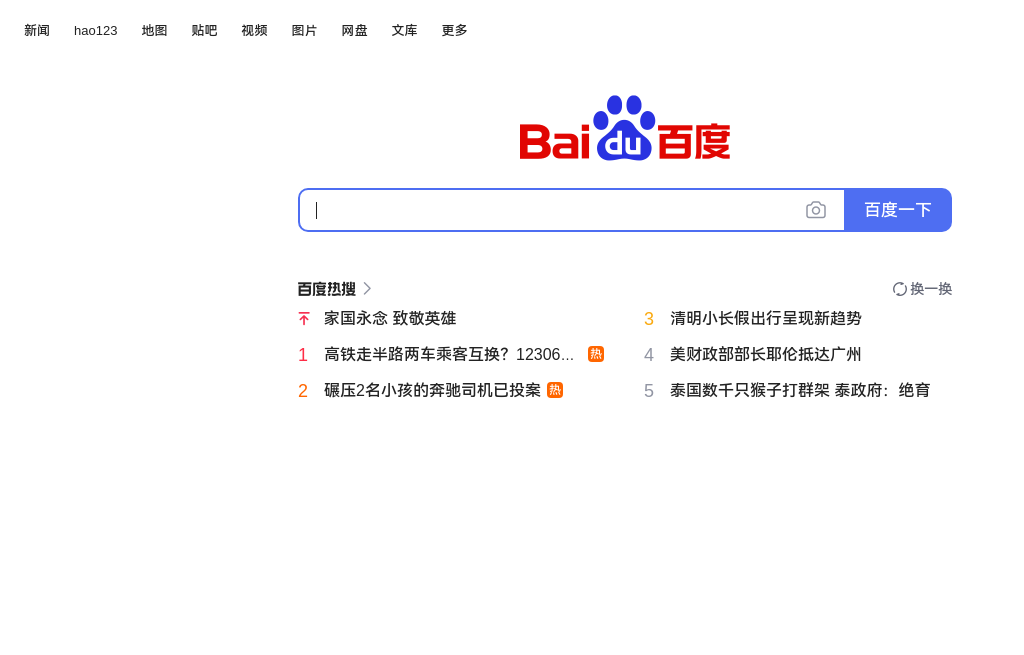 新闻 hao123 地图 贴吧 视频 图片 网盘 文库 更多
Bai du 百度
百度一下
百度热搜 换一换
家国永念 致敬英雄
1 高铁走半路两车乘客互换？12306... 热
2 碾压2名小孩的奔驰司机已投案 热
3 清明小长假出行呈现新趋势
4 美财政部部长耶伦抵达广州
5 泰国数千只猴子打群架 泰政府：绝育